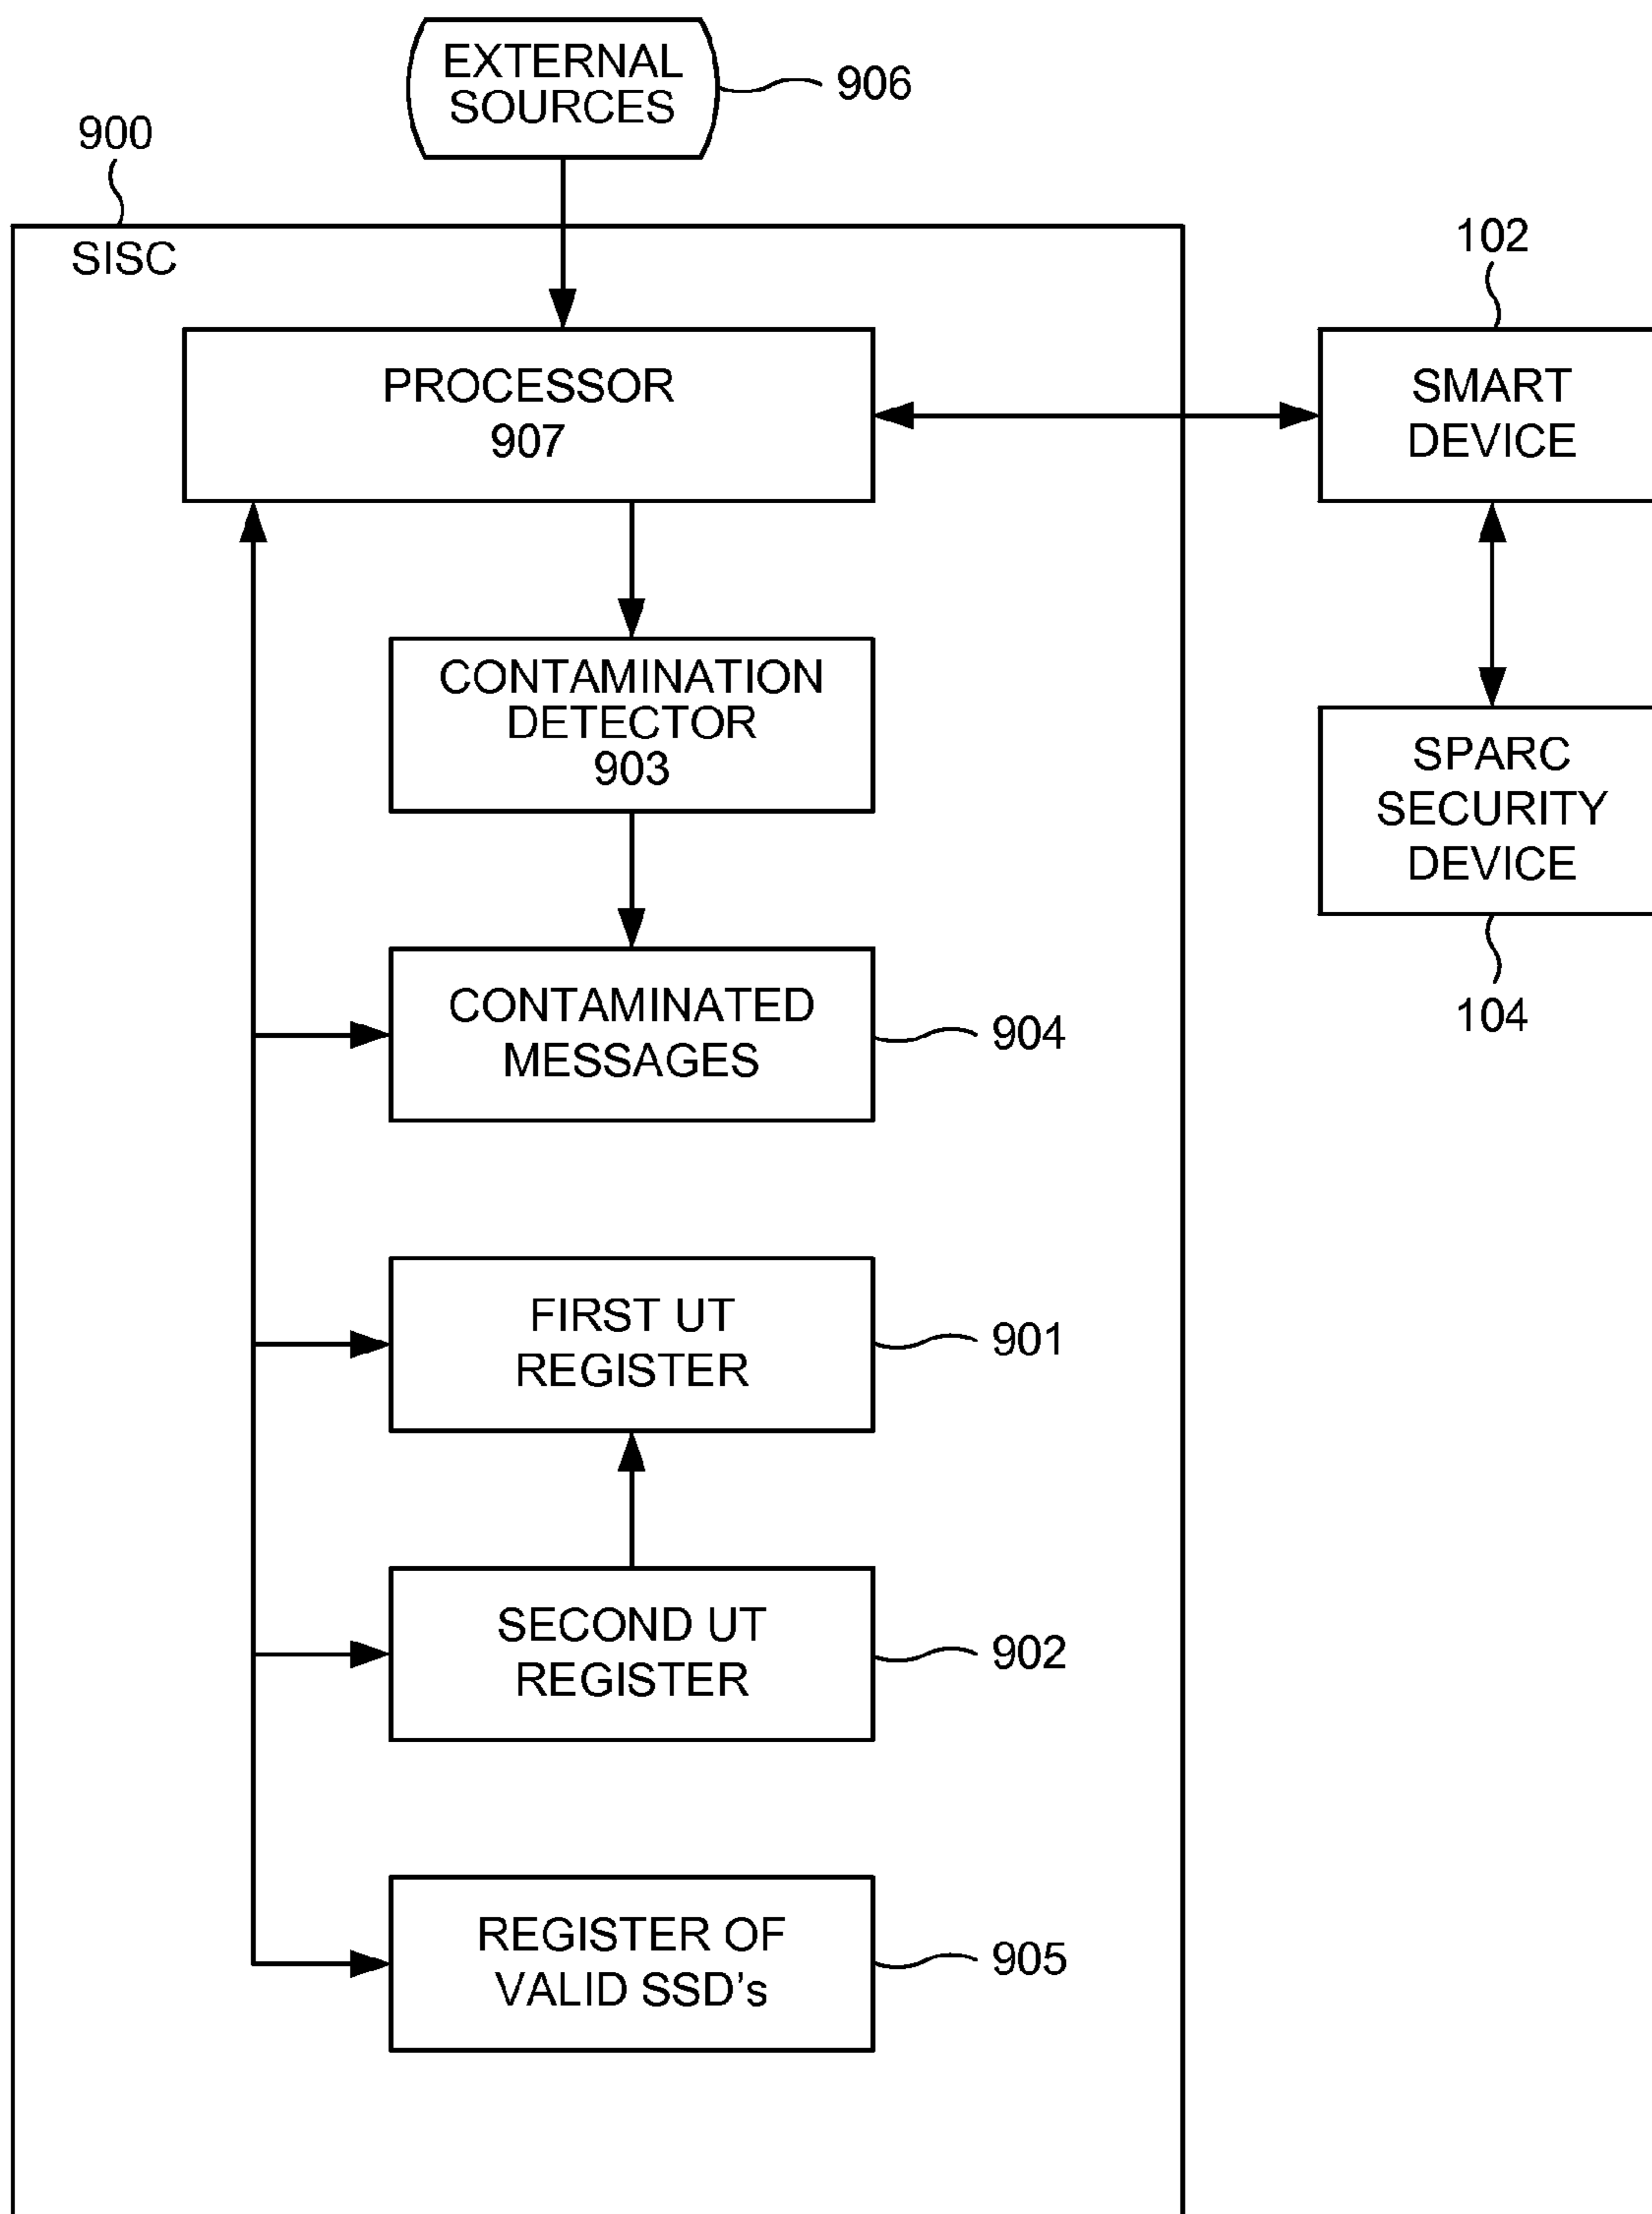 EXTERNAL
SOURCES
906
900
SISC
102
PROCESSOR
907
SMART
DEVICE
CONTAMINATION
DETECTOR
903
SPARC
SECURITY
DEVICE
104
CONTAMINATED
MESSAGES
904
FIRST UT
REGISTER
901
SECOND UT
REGISTER
902
REGISTER OF
VALID SSD's
905